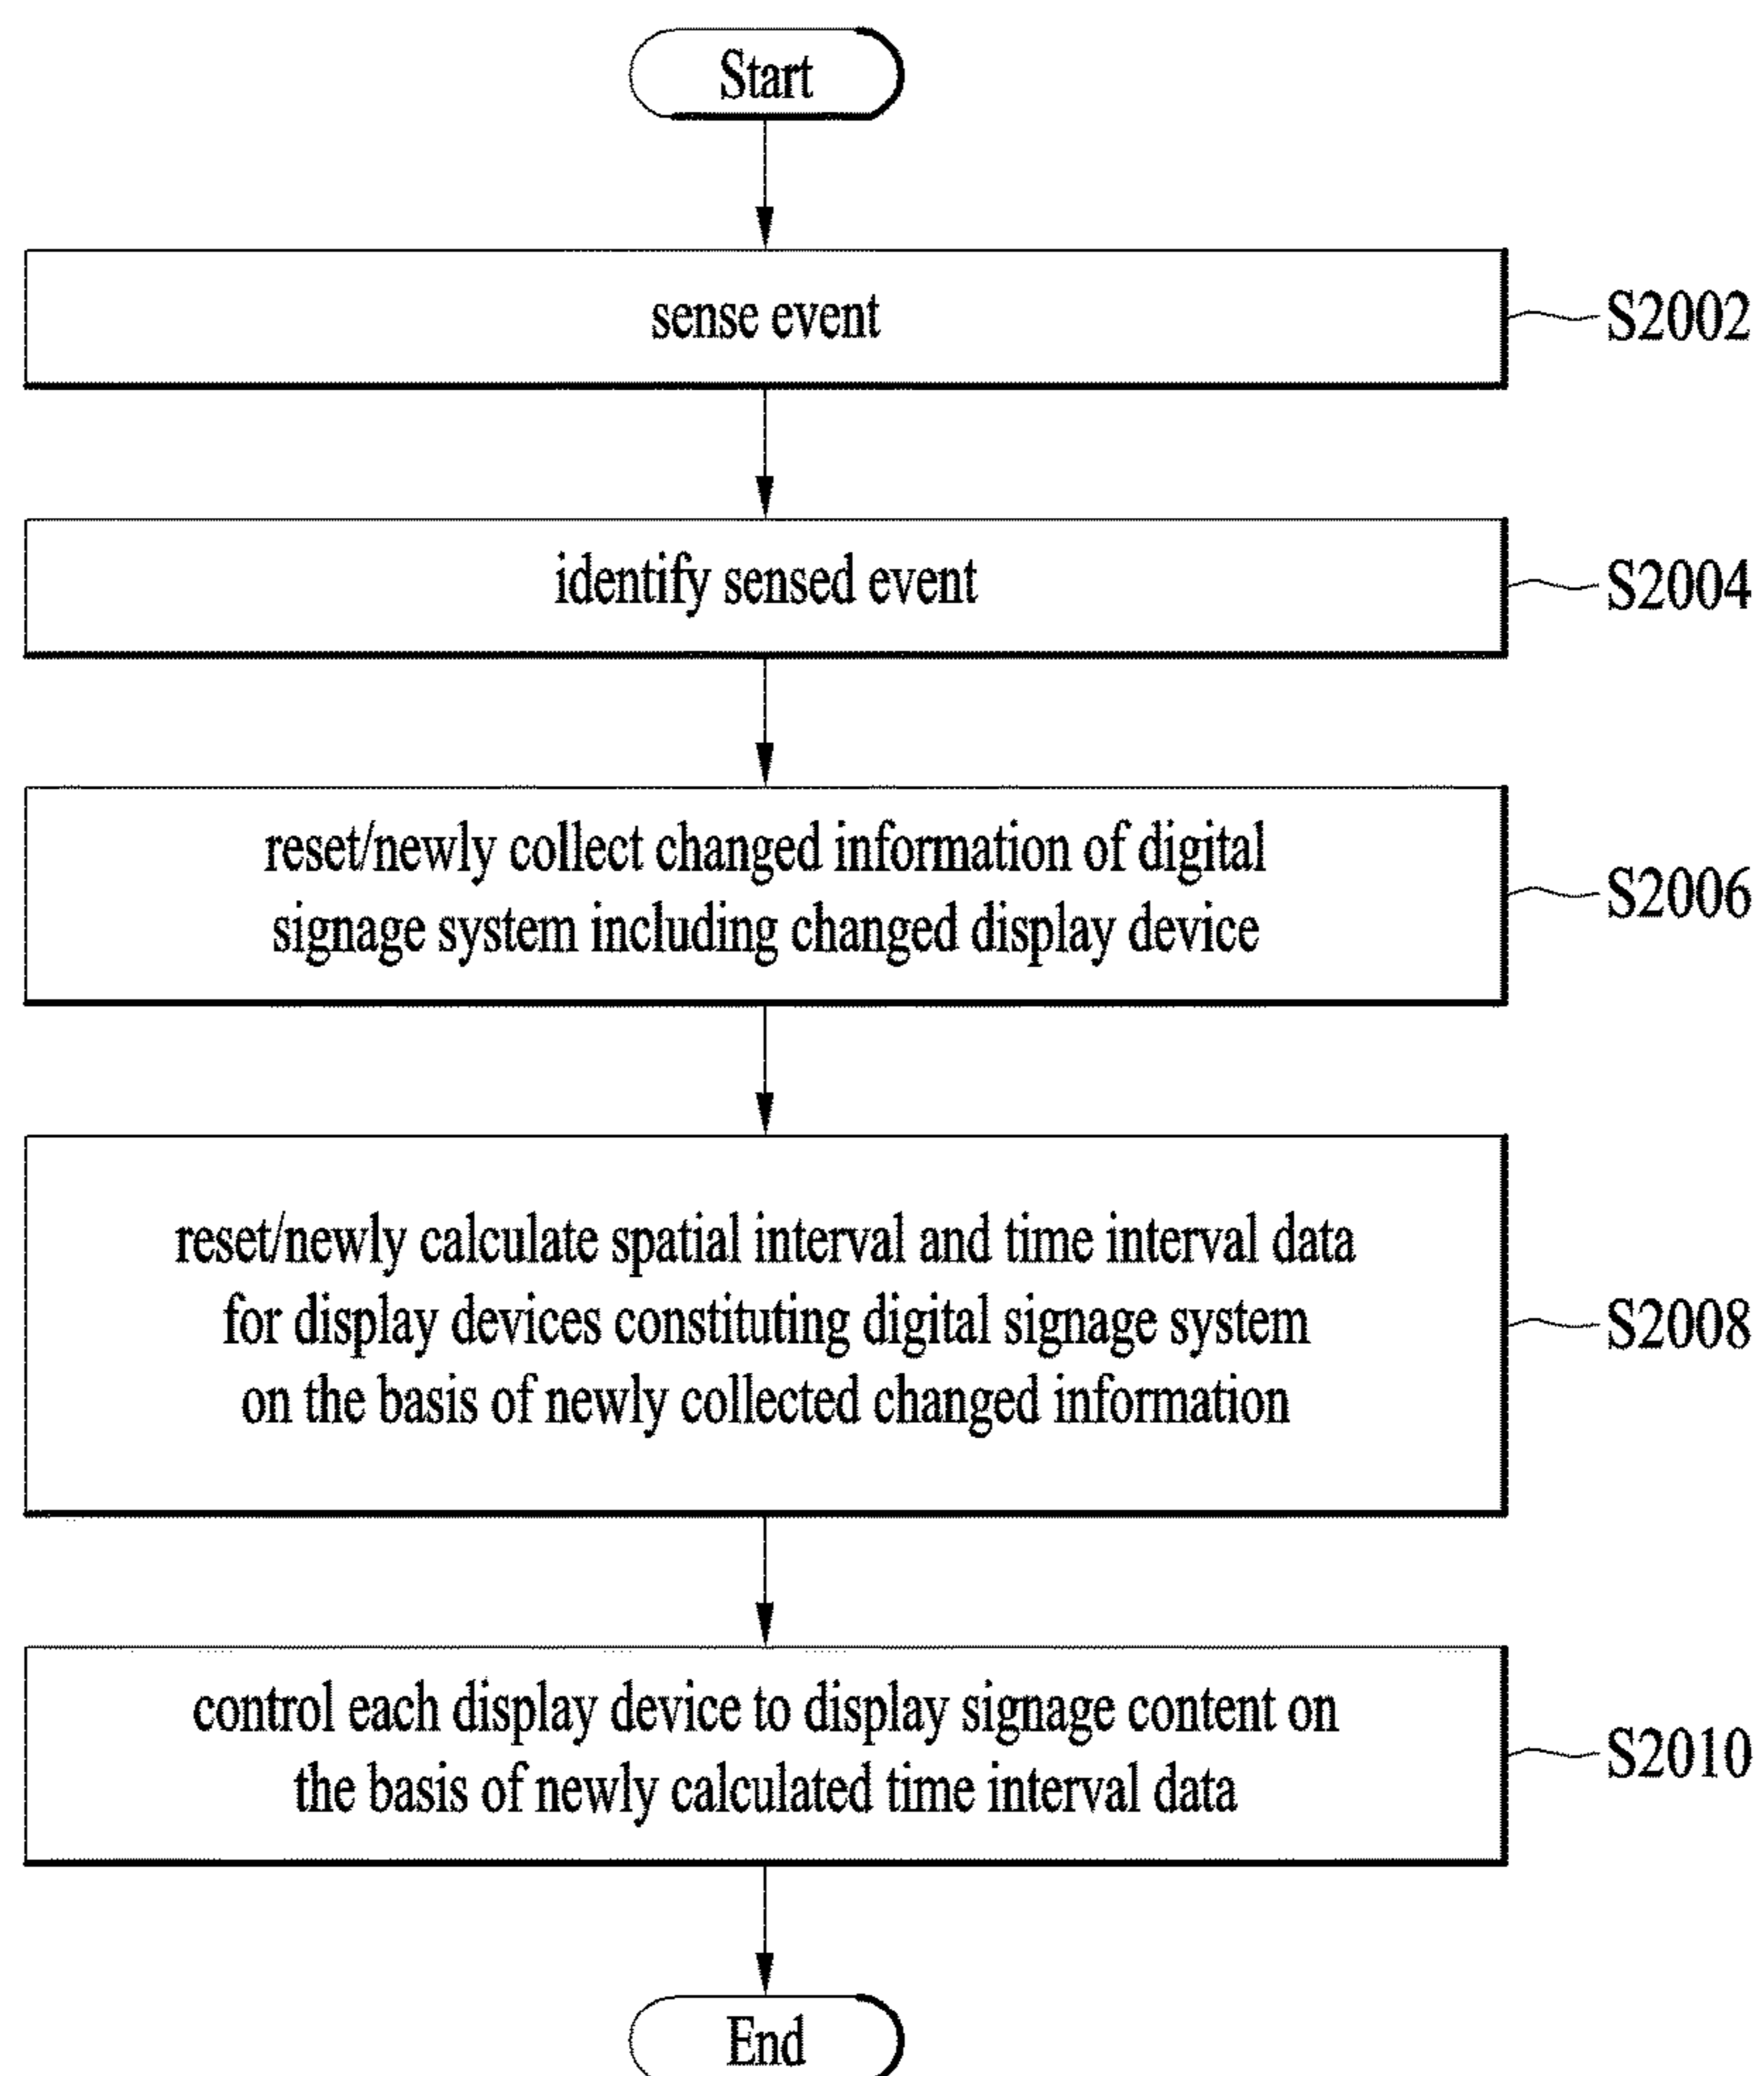 Start
sense event
S2002
identify sensed event
S2004
reset/newly collect changed information of digital
signage system including changed display device
S2006
reset/newly calculate spatial interval and time interval data
for display devices constituting digital signage system
on the basis of newly collected changed information
S2008
control each display device to display signage content on
the basis of newly calculated time interval data
S2010
End